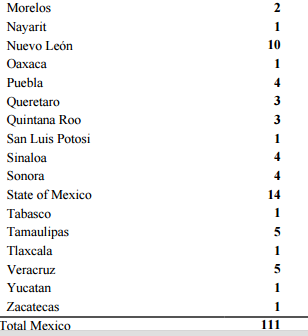 Morelos 2
Nayarit 1
Nuevo León 10
Oaxaca 1
Puebla 4
Queretaro 3
Quintana Roo 3
San Luis Potosi 1
Sinaloa 4
Sonora 4
State of Mexico 14
Tabasco 1
Tamaulipas 5
Tlaxcala 1
Veracruz 5
Yucatan 1
Zacatecas 1
Total Mexico 111